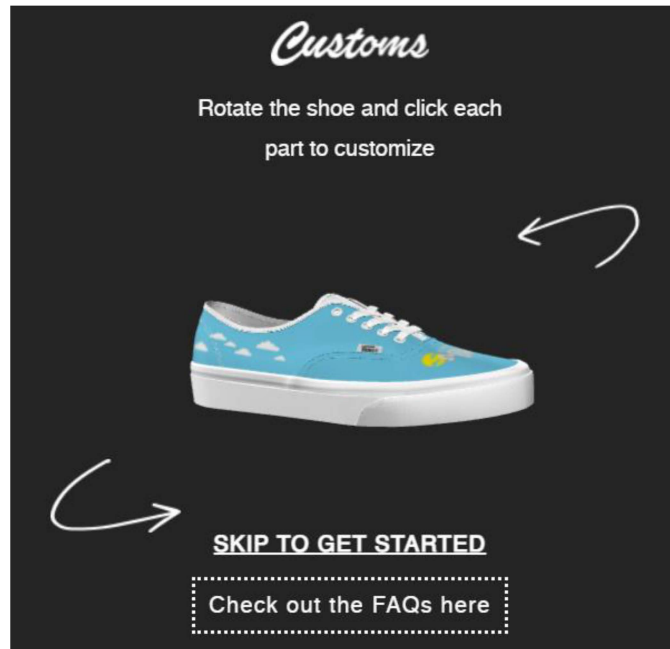 Customs
Rotate the shoe and click each
part to customize
SKIP TO GET STARTED
Check out the FAQs here